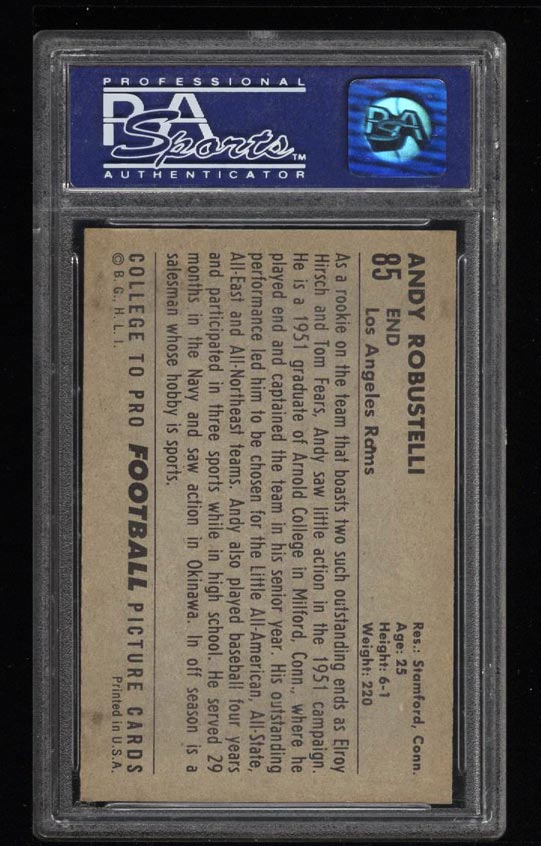 PROFESSIONAL
PSA
Sports™
AUTHENTICATOR
PSA
ANDY ROBUSTELLI
85 END
Los Angeles Rams
Res.: Stamford, Conn.
Age: 25
Height: 6-1
Weight: 220
As a rookie on the team that boasts two such outstanding ends as Elroy
Hirsch and Tom Fears, Andy saw little action in the 1951 campaign.
He is a 1951 graduate of Arnold College in Milford, Conn., where he
played end and captained the team in his senior year. His outstanding
performance led him to be chosen for the Little All-American, All-State,
All-East and All-Northeast teams. Andy also played baseball four years
and participated in three sports while in high school. He served 29
months in the Navy and saw action in Okinawa. In off season is a
salesman whose hobby is sports.
COLLEGE TO PRO FOOTBALL PICTURE CARDS
© B. G., H. L. I.
Printed in U.S.A.